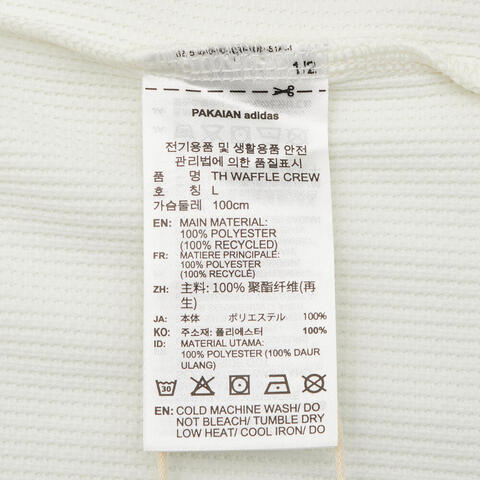 1/2
PAKAIAN adidas
전기용품 및 생활용품 안전
관리법에 의한 품질표시
품 명 TH WAFFLE CREW
호 칭 L
가슴둘레 100cm
EN: MAIN MATERIAL:
100% POLYESTER
(100% RECYCLED)
FR: MATIERE PRINCIPALE:
100% POLYESTER
(100% RECYCLÉ)
ZH: 主料: 100% 聚酯纤维(再
生)
JA: 本体 ポリエステル 100%
KO: 주소재: 폴리에스터 100%
ID: MATERIAL UTAMA:
100% POLYESTER (100% DAUR
ULANG)
30
EN: COLD MACHINE WASH/ DO
NOT BLEACH/ TUMBLE DRY
LOW HEAT/ COOL IRON/ DO